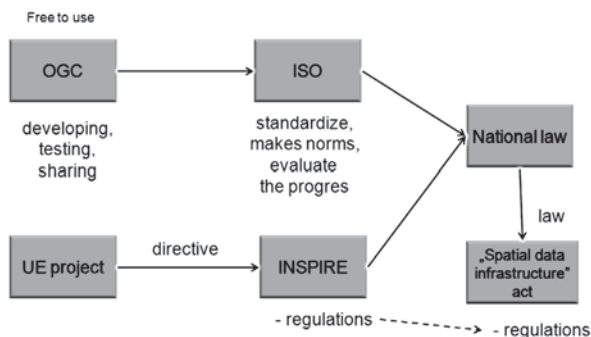 Free to use
OGC
developing,
testing,
sharing
ISO
standardize,
makes norms,
evaluate
the progres
National law
law
„Spatial data
infrastructure”
act
- regulations
UE project
directive
INSPIRE
- regulations